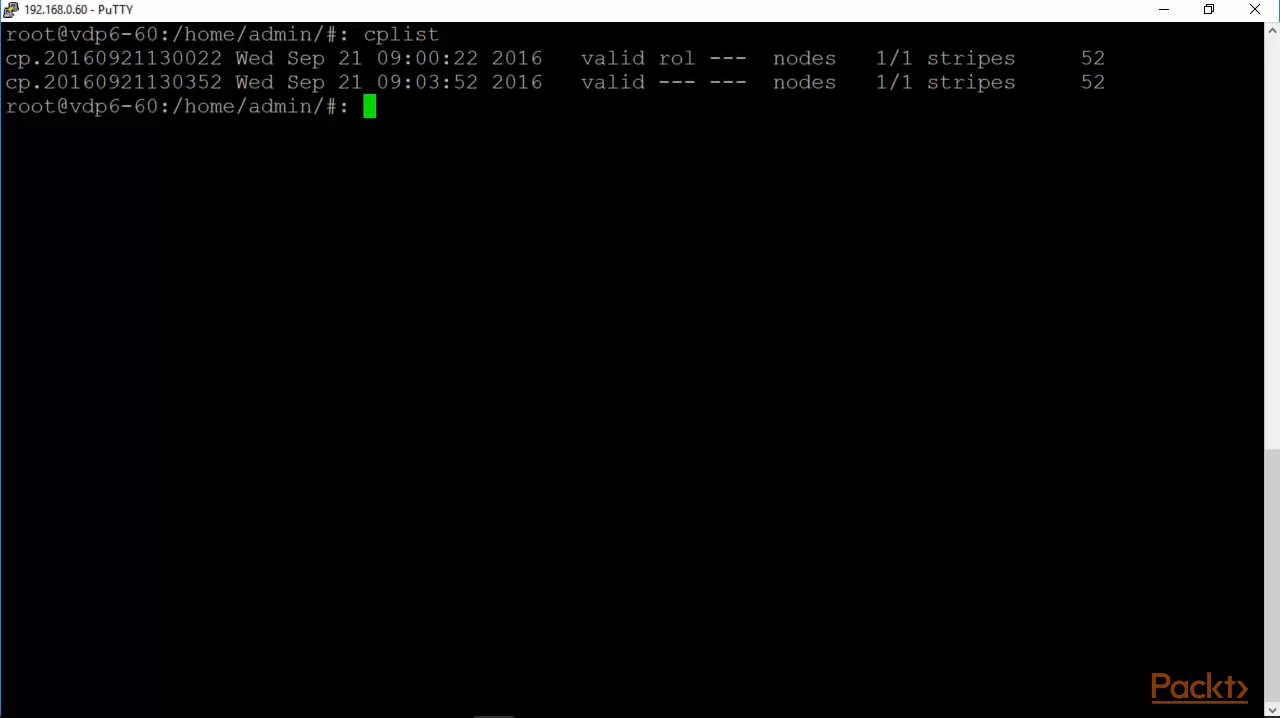 192.168.0.60 - PuTTY
root@vdp6-60:/home/admin/#: cplist
cp.20160921130022 Wed Sep 21 09:00:22 2016   valid rol ---  nodes   1/1 stripes     52
cp.20160921130352 Wed Sep 21 09:03:52 2016   valid --- ---  nodes   1/1 stripes     52
root@vdp6-60:/home/admin/#:
Packt>